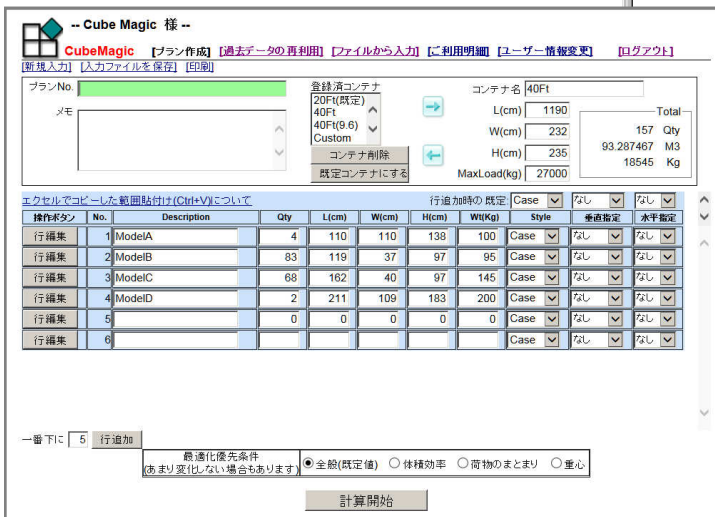 -- Cube Magic 様 --
CubeMagic [プラン作成] [過去データの再利用] [ファイルから入力] [ご利用明細] [ユーザー情報変更] [ログアウト]
[新規入力] [入力ファイルを保存] [印刷]
プランNo.
メモ
登録済コンテナ
20Ft(既定)
40Ft
40Ft(9.6)
Custom
コンテナ削除
既定コンテナにする
コンテナ名 40Ft
L(cm) 1190
W(cm) 232
H(cm) 235
MaxLoad(kg) 27000
Total
157 Qty
93.287467 M3
18545 Kg
エクセルでコピーした範囲貼付け(Ctrl+V)について 行追加時の既定: Case なし なし
操作ボタン No. Description Qty L(cm) W(cm) H(cm) Wt(Kg) Style 垂直指定 水平指定
行編集 1 ModelA 4 110 110 138 100 Case なし なし
行編集 2 ModelB 83 119 37 97 95 Case なし なし
行編集 3 ModelC 68 162 40 97 145 Case なし なし
行編集 4 ModelD 2 211 109 183 200 Case なし なし
行編集 5 0 0 0 0 0 Case なし なし
行編集 6 Case なし なし
一番下に 5 行追加
最適化優先条件
(あまり変化しない場合もあります) 全般(既定値) 体積効率 荷物のまとまり 重心
計算開始